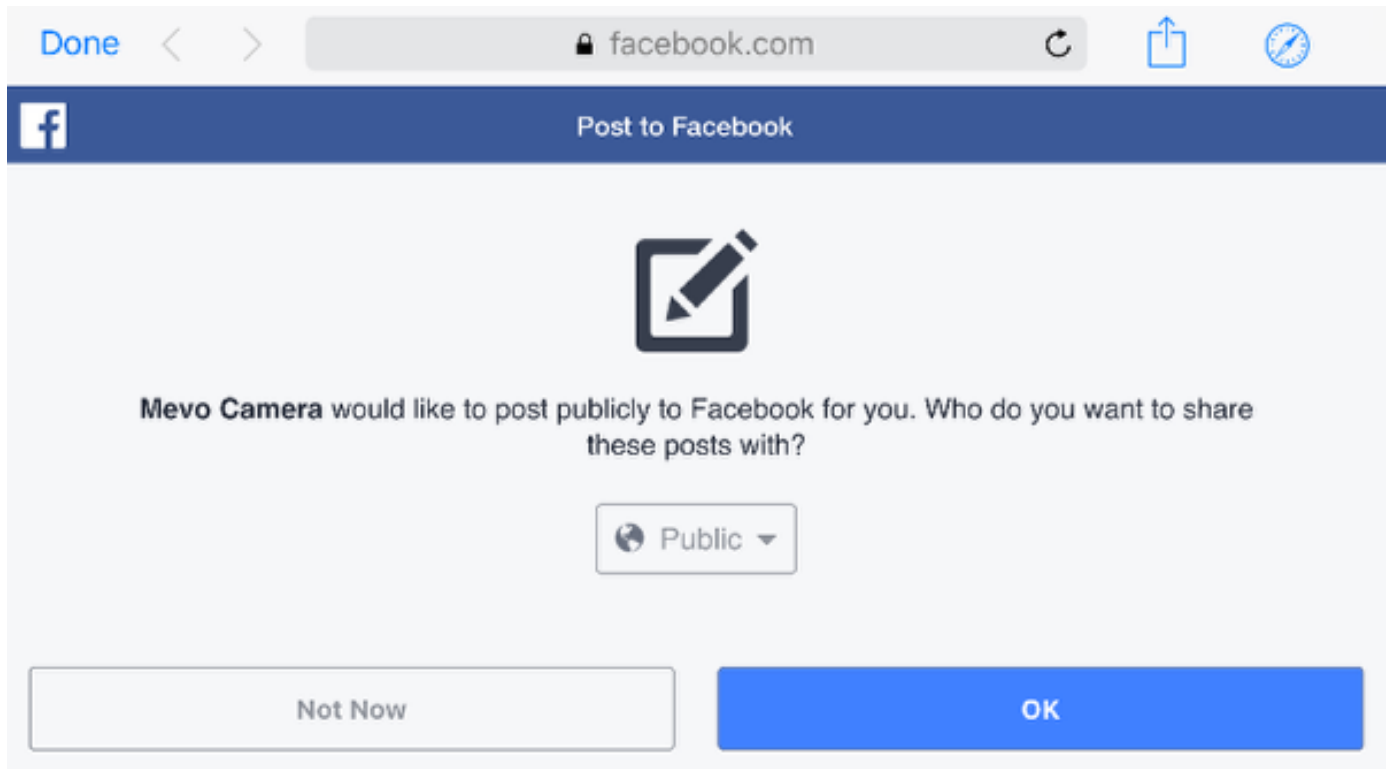 Done facebook.com
Post to Facebook
Mevo Camera would like to post publicly to Facebook for you. Who do you want to share
these posts with?
Public
Not Now OK